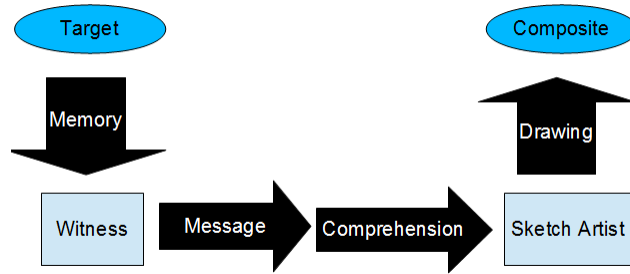 Target
Composite
Memory
Drawing
Witness
Message
Comprehension
Sketch Artist